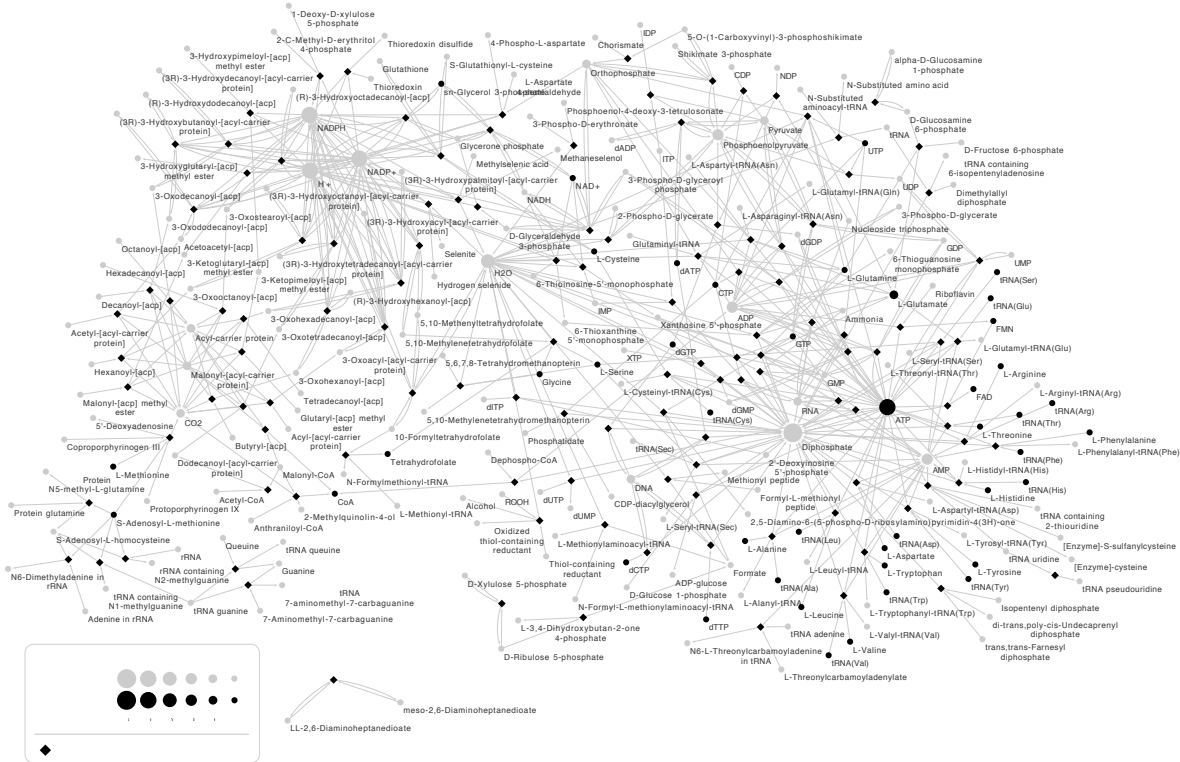 1-Deoxy-D-xylulose
5-phosphate
2-C-Methyl-D-erythritol
4-phosphate
Thioredoxin disulfide
4-Phospho-L-aspartate
IDP
Chorismate
5-O-(1-Carboxyvinyl)-3-phosphoshikimate
Shikimate 3-phosphate
alpha-D-Glucosamine
1-phosphate
3-Hydroxypimeloyl-[acp]
methyl ester
Glutathione
S-Glutathionyl-L-cysteine
Orthophosphate
CDP
NDP
N-Substituted amino acid
(3R)-3-Hydroxydecanoyl-[acyl-carrier
protein]
Thioredoxin
L-Aspartate
sn-Glycerol 3-phosphate
(R)-3-Hydroxyoctadecanoyl-[acp]
N-Substituted
aminoacyl-tRNA
(R)-3-Hydroxydodecanoyl-[acp]
Phosphoenol-4-deoxy-3-tetrulosonate
D-Glucosamine
6-phosphate
(3R)-3-Hydroxybutanoyl-[acyl-carrier
protein]
NADPH
3-Phospho-D-erythronate
Pyruvate
tRNA
Glycerone phosphate
dADP
Phosphoenolpyruvate
UTP
D-Fructose 6-phosphate
3-Hydroxyglutaryl-[acp]
methyl ester
NADP+
Methylselenic acid
Methaneselenol
ITP
L-Aspartyl-tRNA(Asn)
tRNA containing
6-isopentenyladenosine
H+
(3R)-3-Hydroxypalmitoyl-[acyl-carrier
protein]
NAD+
NADH
3-Phospho-D-glyceroyl
phosphate
L-Glutamyl-tRNA(Gln)
UDP
Dimethylallyl
diphosphate
3-Oxodecanoyl-[acp]
(3R)-3-Hydroxyoctanoyl-[acyl-carrier
protein]
3-Oxostearoyl-[acp]
3-Oxododecanoyl-[acp]
(3R)-3-Hydroxyacyl-[acyl-carrier
protein]
2-Phospho-D-glycerate
L-Asparaginyl-tRNA(Asn)
3-Phospho-D-glycerate
Nucleoside triphosphate
Octanoyl-[acp]
Acetoacetyl-[acp]
D-Glyceraldehyde
3-phosphate
Glutaminyl-tRNA
dGDP
GDP
Selenite
L-Cysteine
UMP
Hexadecanoyl-[acp]
3-Ketoglutaryl-[acp]
methyl ester
(3R)-3-Hydroxytetradecanoyl-[acyl-carrier
protein]
H2O
dATP
6-Thioguanosine
monophosphate
tRNA(Ser)
3-Ketopimeloyl-[acp]
methyl ester
Hydrogen selenide
6-Thioinosine-5'-monophosphate
L-Glutamine
Decanoyl-[acp]
3-Oxooctanoyl-[acp]
(R)-3-Hydroxyhexanoyl-[acp]
CTP
L-Glutamate
Riboflavin
tRNA(Glu)
IMP
ADP
Ammonia
3-Oxohexadecanoyl-[acp]
5,10-Methenyltetrahydrofolate
Xanthosine 5'-phosphate
FMN
Acetyl-[acyl-carrier
protein]
Acyl-carrier protein
3-Oxotetradecanoyl-[acp]
5,10-Methylenetetrahydrofolate
6-Thioxanthine
5'-monophosphate
GTP
L-Glutamyl-tRNA(Glu)
3-Oxoacyl-[acyl-carrier
protein]
5,6,7,8-Tetrahydromethanopterin
XTP
dGTP
L-Seryl-tRNA(Ser)
L-Threonyl-tRNA(Thr)
Hexanoyl-[acp]
Malonyl-[acyl-carrier
protein]
3-Oxohexanoyl-[acp]
Glycine
L-Serine
L-Arginine
GMP
L-Cysteinyl-tRNA(Cys)
FAD
L-Arginyl-tRNA(Arg)
Malonyl-[acp] methyl
ester
Tetradecanoyl-[acp]
dITP
dGMP
RNA
tRNA(Arg)
5'-Deoxyadenosine
CO2
Glutaryl-[acp] methyl
ester
5,10-Methylenetetrahydromethanopterin
tRNA(Cys)
ATP
tRNA(Thr)
Coproporphyrinogen III
Butyryl-[acp]
Acyl-[acyl-carrier
protein]
10-Formyltetrahydrofolate
Phosphatidate
Diphosphate
L-Threonine
L-Phenylalanine
L-Phenylalanyl-tRNA(Phe)
tRNA(Sec)
Dodecanoyl-[acyl-carrier
protein]
Tetrahydrofolate
Dephospho-CoA
2'-Deoxyinosine
5'-phosphate
AMP
tRNA(Phe)
L-Histidyl-tRNA(His)
Protein
L-Methionine
Malonyl-CoA
N-Formylmethionyl-tRNA
Methionyl peptide
N5-methyl-L-glutamine
DNA
tRNA(His)
Acetyl-CoA
CoA
ROOH
dUTP
CDP-diacylglycerol
Formyl-L-methionyl
peptide
L-Histidine
Protein glutamine
Protoporphyrinogen IX
Alcohol
L-Methionyl-tRNA
L-Aspartyl-tRNA(Asp)
tRNA containing
2-thiouridine
2-Methylquinolin-4-ol
dUMP
S-Adenosyl-L-methionine
Anthraniloyl-CoA
L-Seryl-tRNA(Sec)
2,5-Diamino-6-(5-phospho-D-ribosylamino)pyrimidin-4(3H)-one
S-Adenosyl-L-homocysteine
Queuine
tRNA queuine
Oxidized
thiol-containing
reductant
L-Methionylaminoacyl-tRNA
L-Alanine
tRNA(Leu)
tRNA(Asp)
L-Tyrosyl-tRNA(Tyr)
[Enzyme]-S-sulfanylcysteine
rRNA
L-Aspartate
tRNA uridine
N6-Dimethyladenine in
rRNA
rRNA containing
N2-methylguanine
Guanine
Thiol-containing
reductant
dCTP
Formate
L-Leucyl-tRNA
L-Tryptophan
L-Tyrosine
[Enzyme]-cysteine
D-Xylulose 5-phosphate
ADP-glucose
D-Glucose 1-phosphate
tRNA(Ala)
tRNA(Tyr)
tRNA pseudouridine
tRNA containing
N1-methylguanine
tRNA
7-aminomethyl-7-carbaguanine
L-Alanyl-tRNA
tRNA(Trp)
Adenine in rRNA
tRNA guanine
7-Aminomethyl-7-carbaguanine
N-Formyl-L-methionylaminoacyl-tRNA
L-Leucine
L-Tryptophanyl-tRNA(Trp)
Isopentenyl diphosphate
L-3,4-Dihydroxybutan-2-one
4-phosphate
dTTP
tRNA adenine
L-Valyl-tRNA(Val)
di-trans,poly-cis-Undecaprenyl
diphosphate
D-Ribulose 5-phosphate
N6-L-Threonylcarbamoyladenine
in tRNA
L-Valine
tRNA(Val)
trans,trans-Farnesyl
diphosphate
L-Threonylcarbamoyladenylate
meso-2,6-Diaminoheptanedioate
LL-2,6-Diaminoheptanedioate